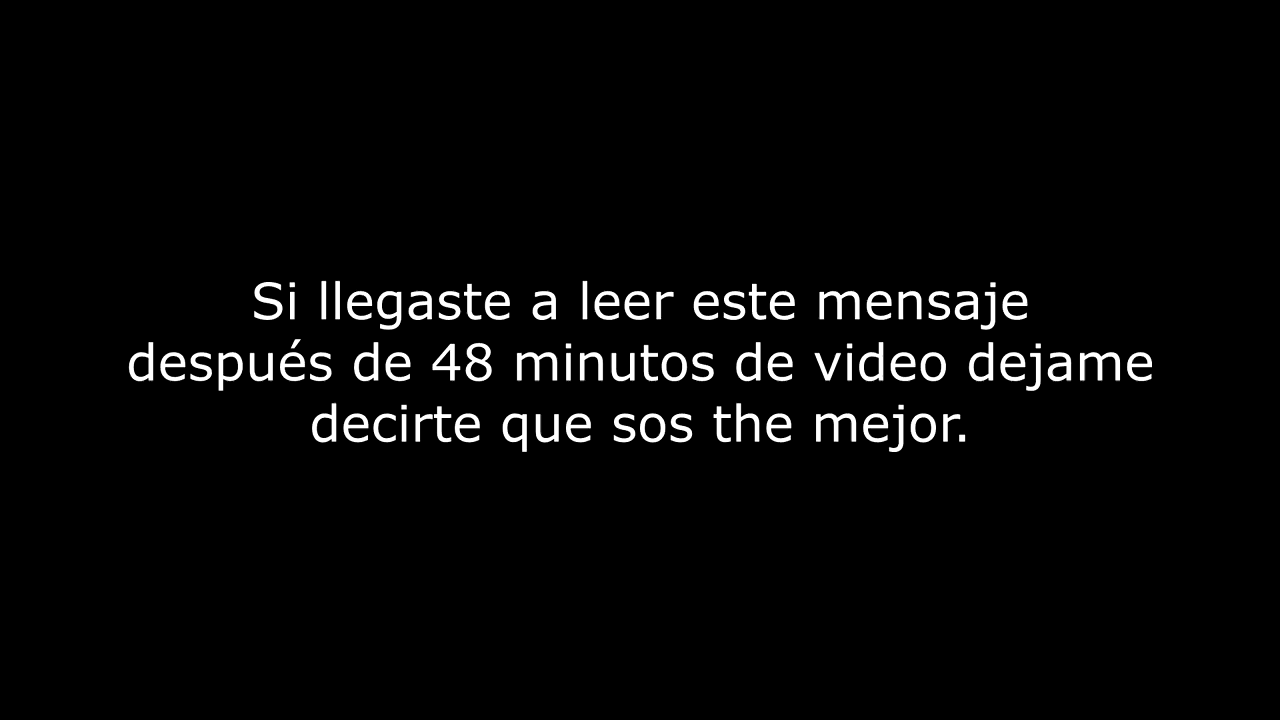 Si llegaste a leer este mensaje
después de 48 minutos de video dejame
decirte que sos the mejor.